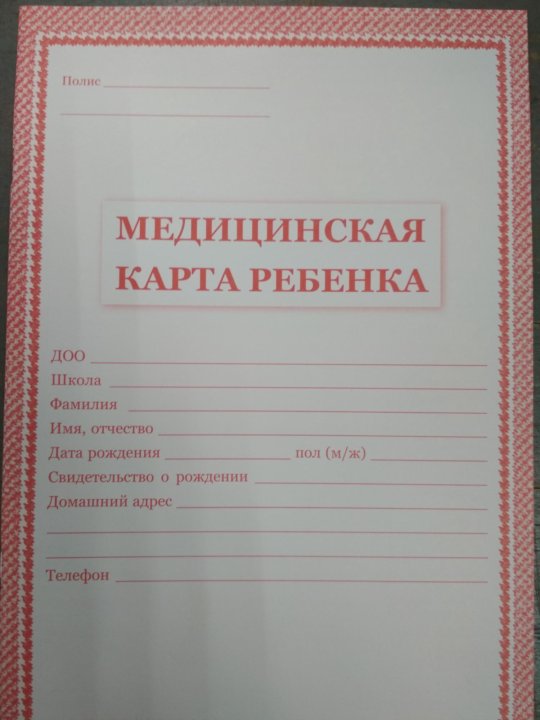 Полис
МЕДИЦИНСКАЯ
КАРТА РЕБЕНКА
ДОО
Школа
Фамилия
Имя, отчество
Дата рождения пол (м/ж)
Свидетельство о рождении
Домашний адрес
Телефон